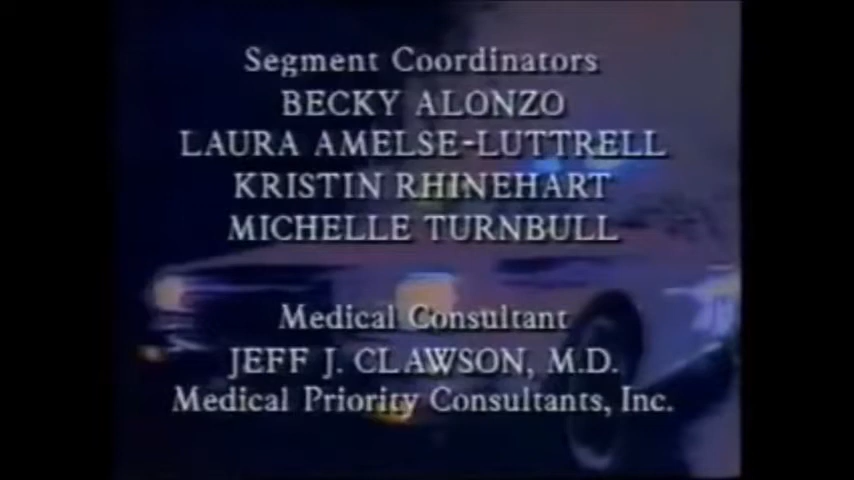 Segment Coordinators
BECKY ALONZO
LAURA AMELSE-LUTTRELL
KRISTIN RHINEHART
MICHELLE TURNBULL
Medical Consultant
JEFF J. CLAWSON, M.D.
Medical Priority Consultants, Inc.